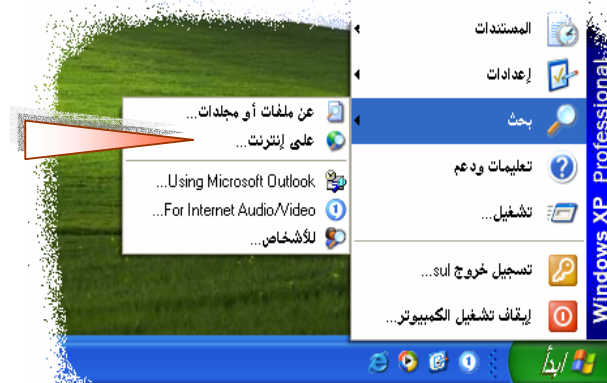 المستندات
إعدادات
بحث
تعليمات ودعم
تشغيل...
تسجيل خروج sul...
إيقاف تشغيل الكمبيوتر...
عن ملفات أو مجلدات...
على إنترنت...
Using Microsoft Outlook...
For Internet Audio/Video...
للأشخاص...
Windows XP Professional
ابدأ